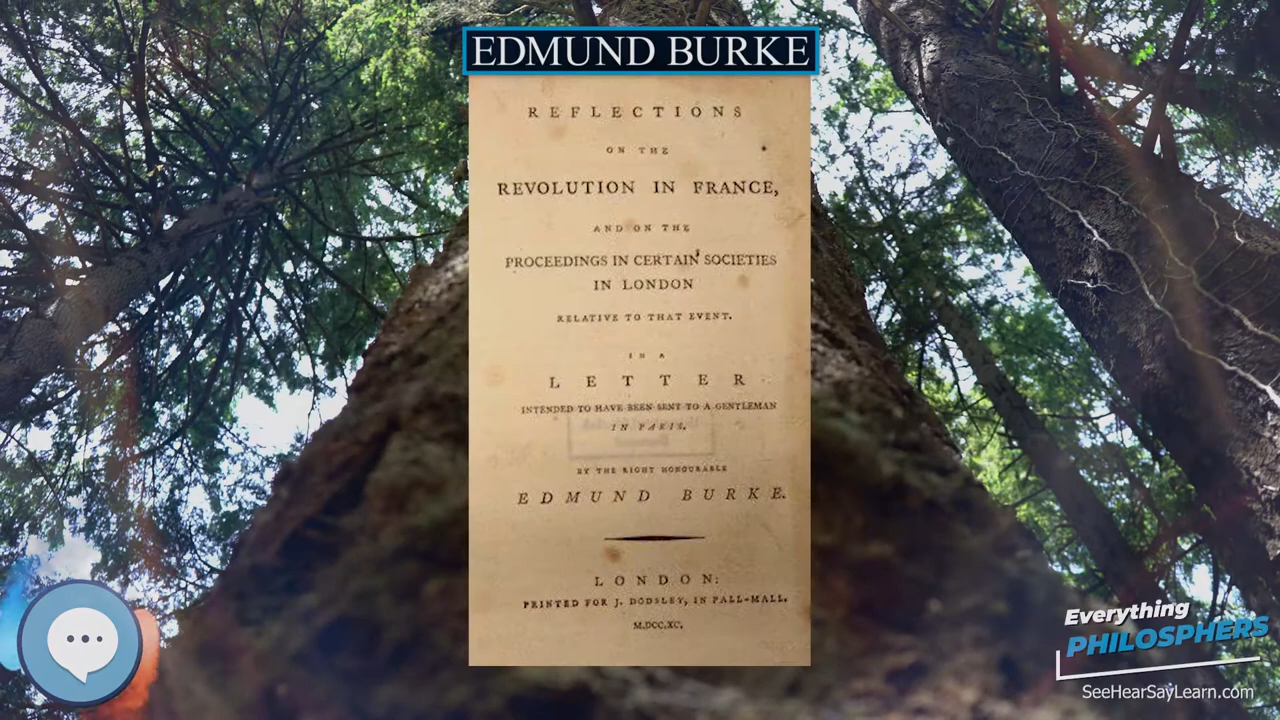 EDMUND BURKE
REFLECTIONS
ON THE
REVOLUTION IN FRANCE,
AND ON THE
PROCEEDINGS IN CERTAIN SOCIETIES
IN LONDON
RELATIVE TO THAT EVENT.
IN A
LETTER
INTENDED TO HAVE BEEN SENT TO A GENTLEMAN
IN PARIS.
BY THE RIGHT HONOURABLE
EDMUND BURKE.
LONDON:
PRINTED FOR J. DODSLEY, IN PALL-MALL.
M.DCC.XC.
Everything
PHILOSPHERS
SeeHearSayLearn.com